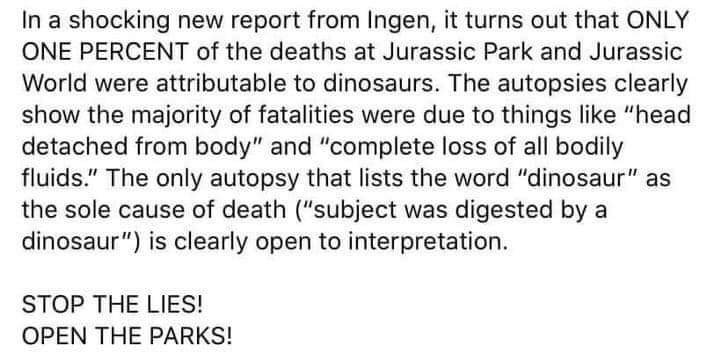 In a shocking new report from Ingen, it turns out that ONLY
ONE PERCENT of the deaths at Jurassic Park and Jurassic
World were attributable to dinosaurs. The autopsies clearly
show the majority of fatalities were due to things like “head
detached from body” and “complete loss of all bodily
fluids.” The only autopsy that lists the word “dinosaur” as
the sole cause of death (“subject was digested by a
dinosaur”) is clearly open to interpretation.

STOP THE LIES!
OPEN THE PARKS!